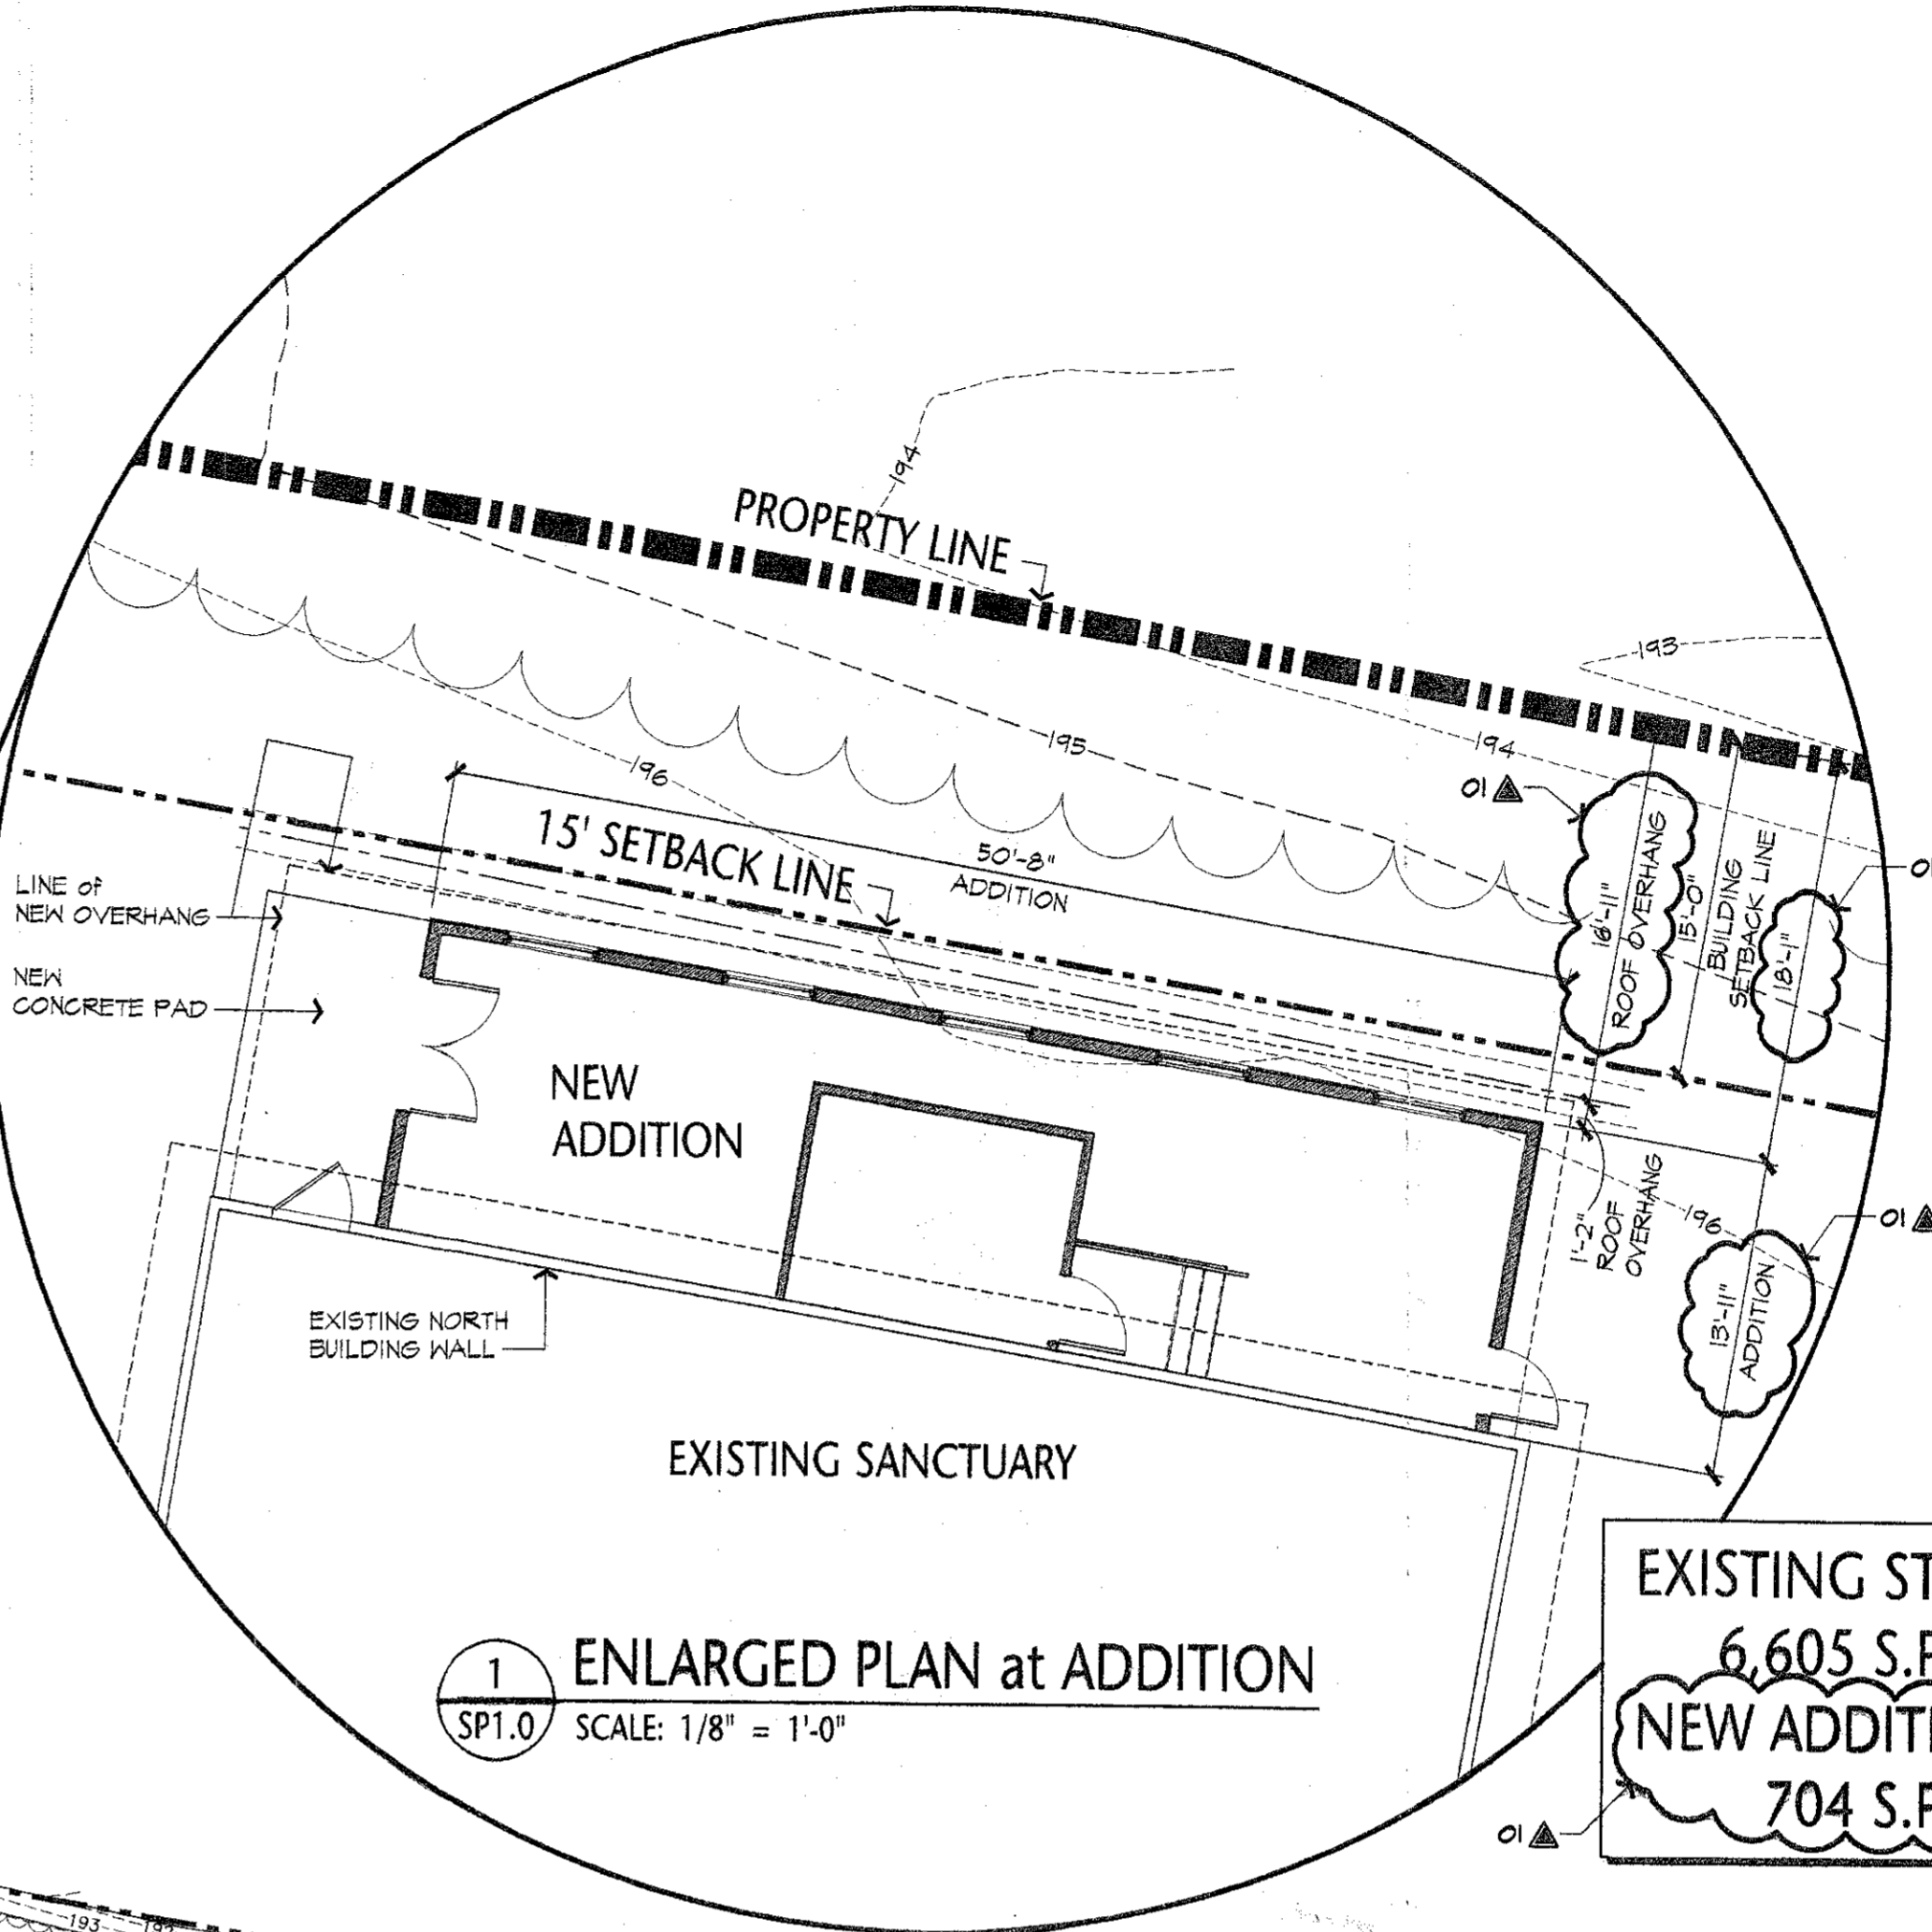 194
PROPERTY LINE
193
195
194
196
01
15' SETBACK LINE
50'-8"
ADDITION
16'-11"
ROOF OVERHANG
15'-0"
BUILDING
SETBACK LINE
18'-1"
LINE of
NEW OVERHANG
NEW
CONCRETE PAD
NEW
ADDITION
1'-2"
ROOF
OVERHANG
196
01
13'-11"
ADDITION
EXISTING NORTH
BUILDING WALL
EXISTING SANCTUARY
1
SP1.0
ENLARGED PLAN at ADDITION
SCALE: 1/8" = 1'-0"
EXISTING ST
6,605 S.F
NEW ADDITI
704 S.F
01
193
192